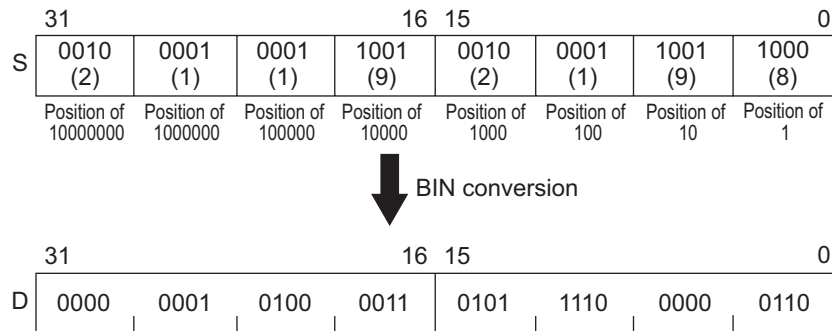 31 16 15 0
S 0010 0001 0001 1001 0010 0001 1001 1000
(2) (1) (1) (9) (2) (1) (9) (8)
Position of Position of Position of Position of Position of Position of Position of Position of
10000000 1000000 100000 10000 1000 100 10 1
BIN conversion
31 16 15 0
D 0000 0001 0100 0011 0101 1110 0000 0110